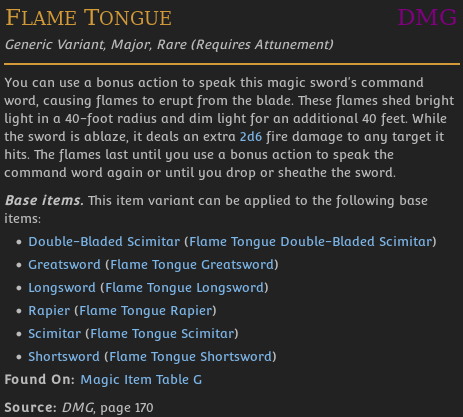 Flame Tongue DMG
Generic Variant, Major, Rare (Requires Attunement)
You can use a bonus action to speak this magic sword's command
word, causing flames to erupt from the blade. These flames shed bright
light in a 40-foot radius and dim light for an additional 40 feet. While
the sword is ablaze, it deals an extra 2d6 fire damage to any target it
hits. The flames last until you use a bonus action to speak the
command word again or until you drop or sheathe the sword.
Base items. This item variant can be applied to the following base
items:
• Double-Bladed Scimitar (Flame Tongue Double-Bladed Scimitar)
• Greatsword (Flame Tongue Greatsword)
• Longsword (Flame Tongue Longsword)
• Rapier (Flame Tongue Rapier)
• Scimitar (Flame Tongue Scimitar)
• Shortsword (Flame Tongue Shortsword)
Found On: Magic Item Table G
Source: DMG, page 170